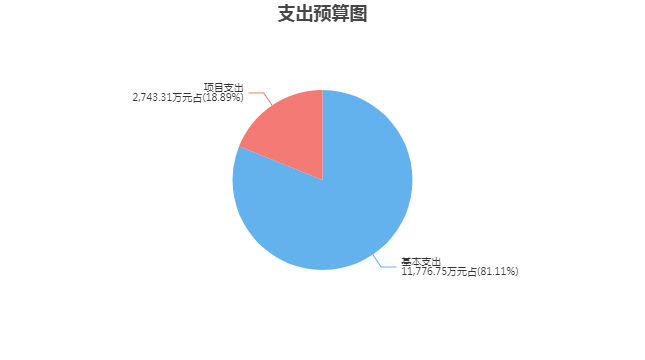 支出预算图
项目支出
2,743.31万元占(18.89%)
基本支出
11,776.75万元占(81.11%)